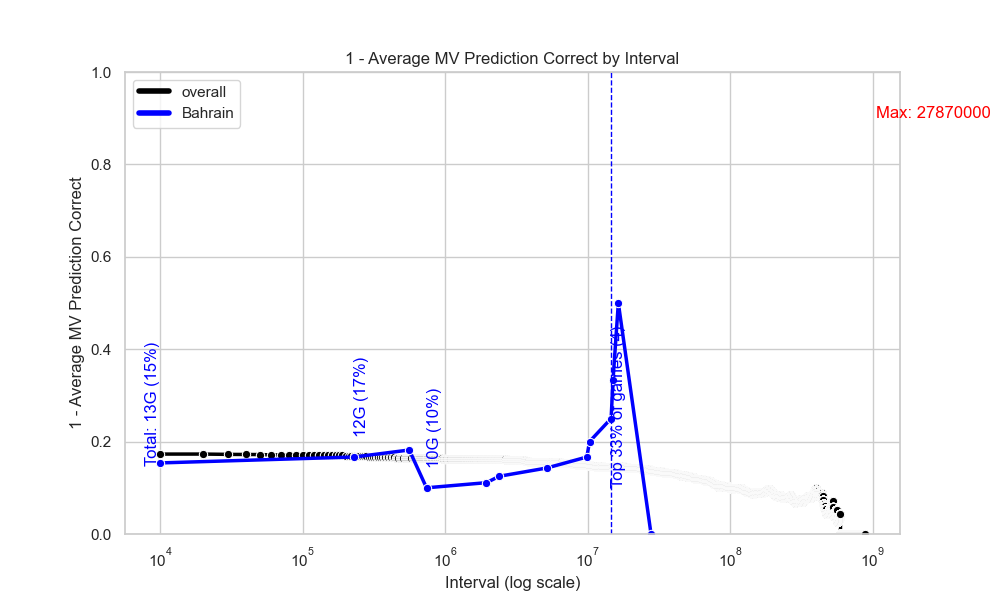 1 - Average MV Prediction Correct by Interval
1.0
0.8
0.6
0.4
0.2
0.0
1 - Average MV Prediction Correct
overall
Bahrain
Max: 27870000
Total: 13G (15%)
12G (17%)
10G (10%)
Top 33% of games (4)
10^4
10^5
10^6
10^7
10^8
10^9
Interval (log scale)